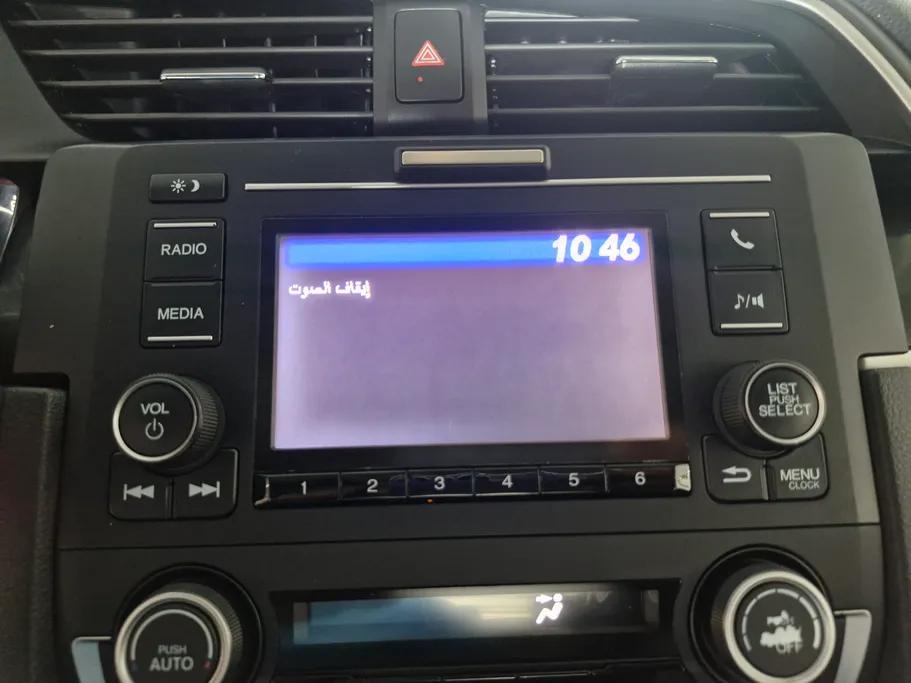 10 46
RADIO
إيقاف الصوت
MEDIA
VOL
LIST
PUSH
SELECT
1 2 3 4 5 6
MENU
CLOCK
PUSH
AUTO
OFF